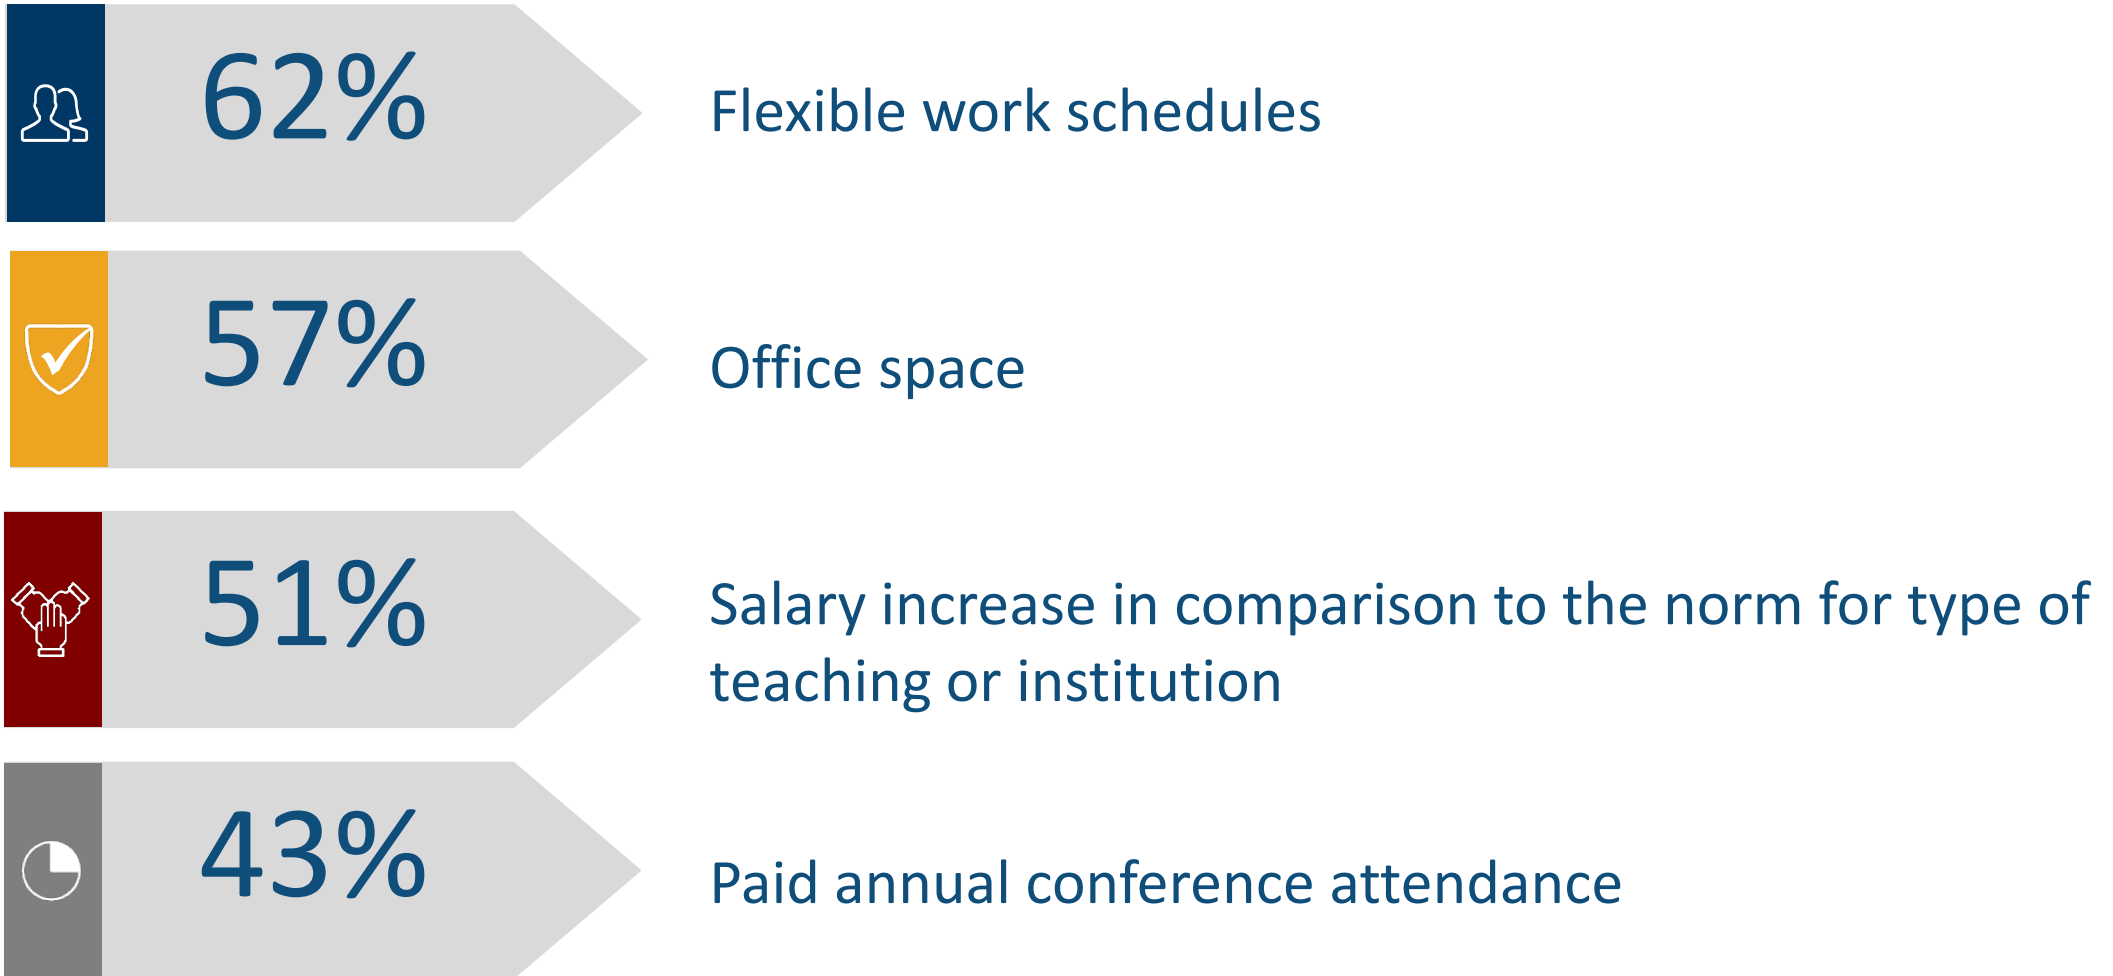 62%
Flexible work schedules
57%
Office space
51%
Salary increase in comparison to the norm for type of
teaching or institution
43%
Paid annual conference attendance